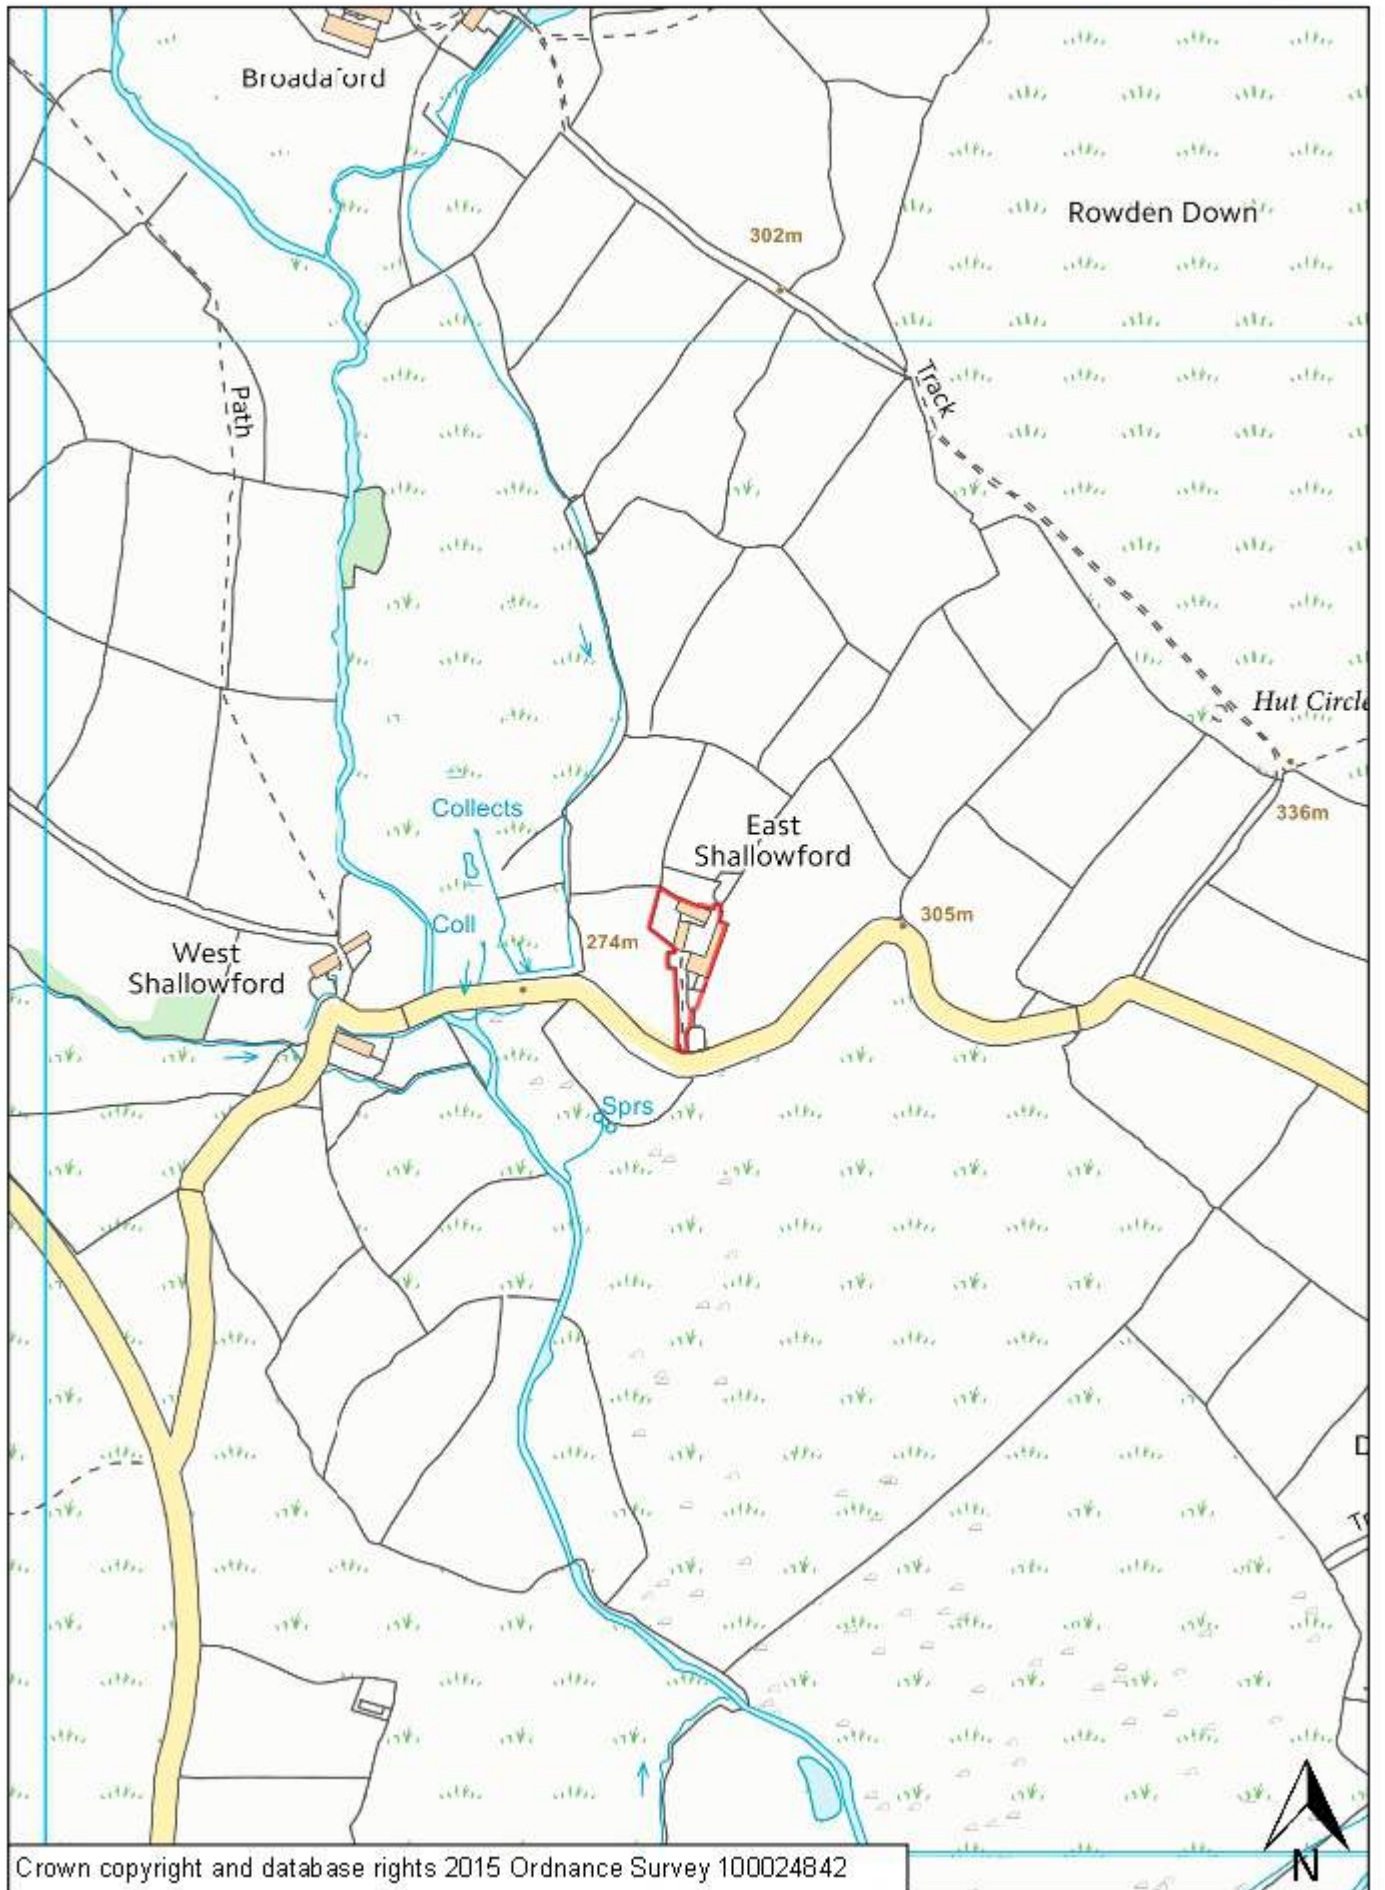 Broadaford
Rowden Down
302m
Track
Path
Hut Circle
336m
Collects
East
Shallowford
305m
Coll
274m
West
Shallowford
Sprs
D
Tr
N
Crown copyright and database rights 2015 Ordnance Survey 100024842